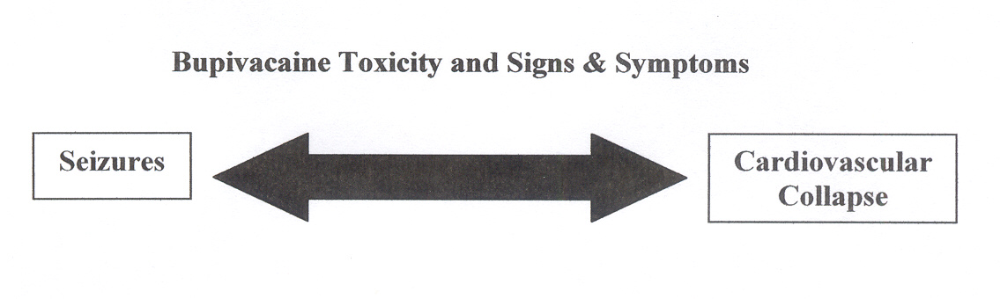 Bupivacaine Toxicity and Signs & Symptoms
Seizures
Cardiovascular
Collapse